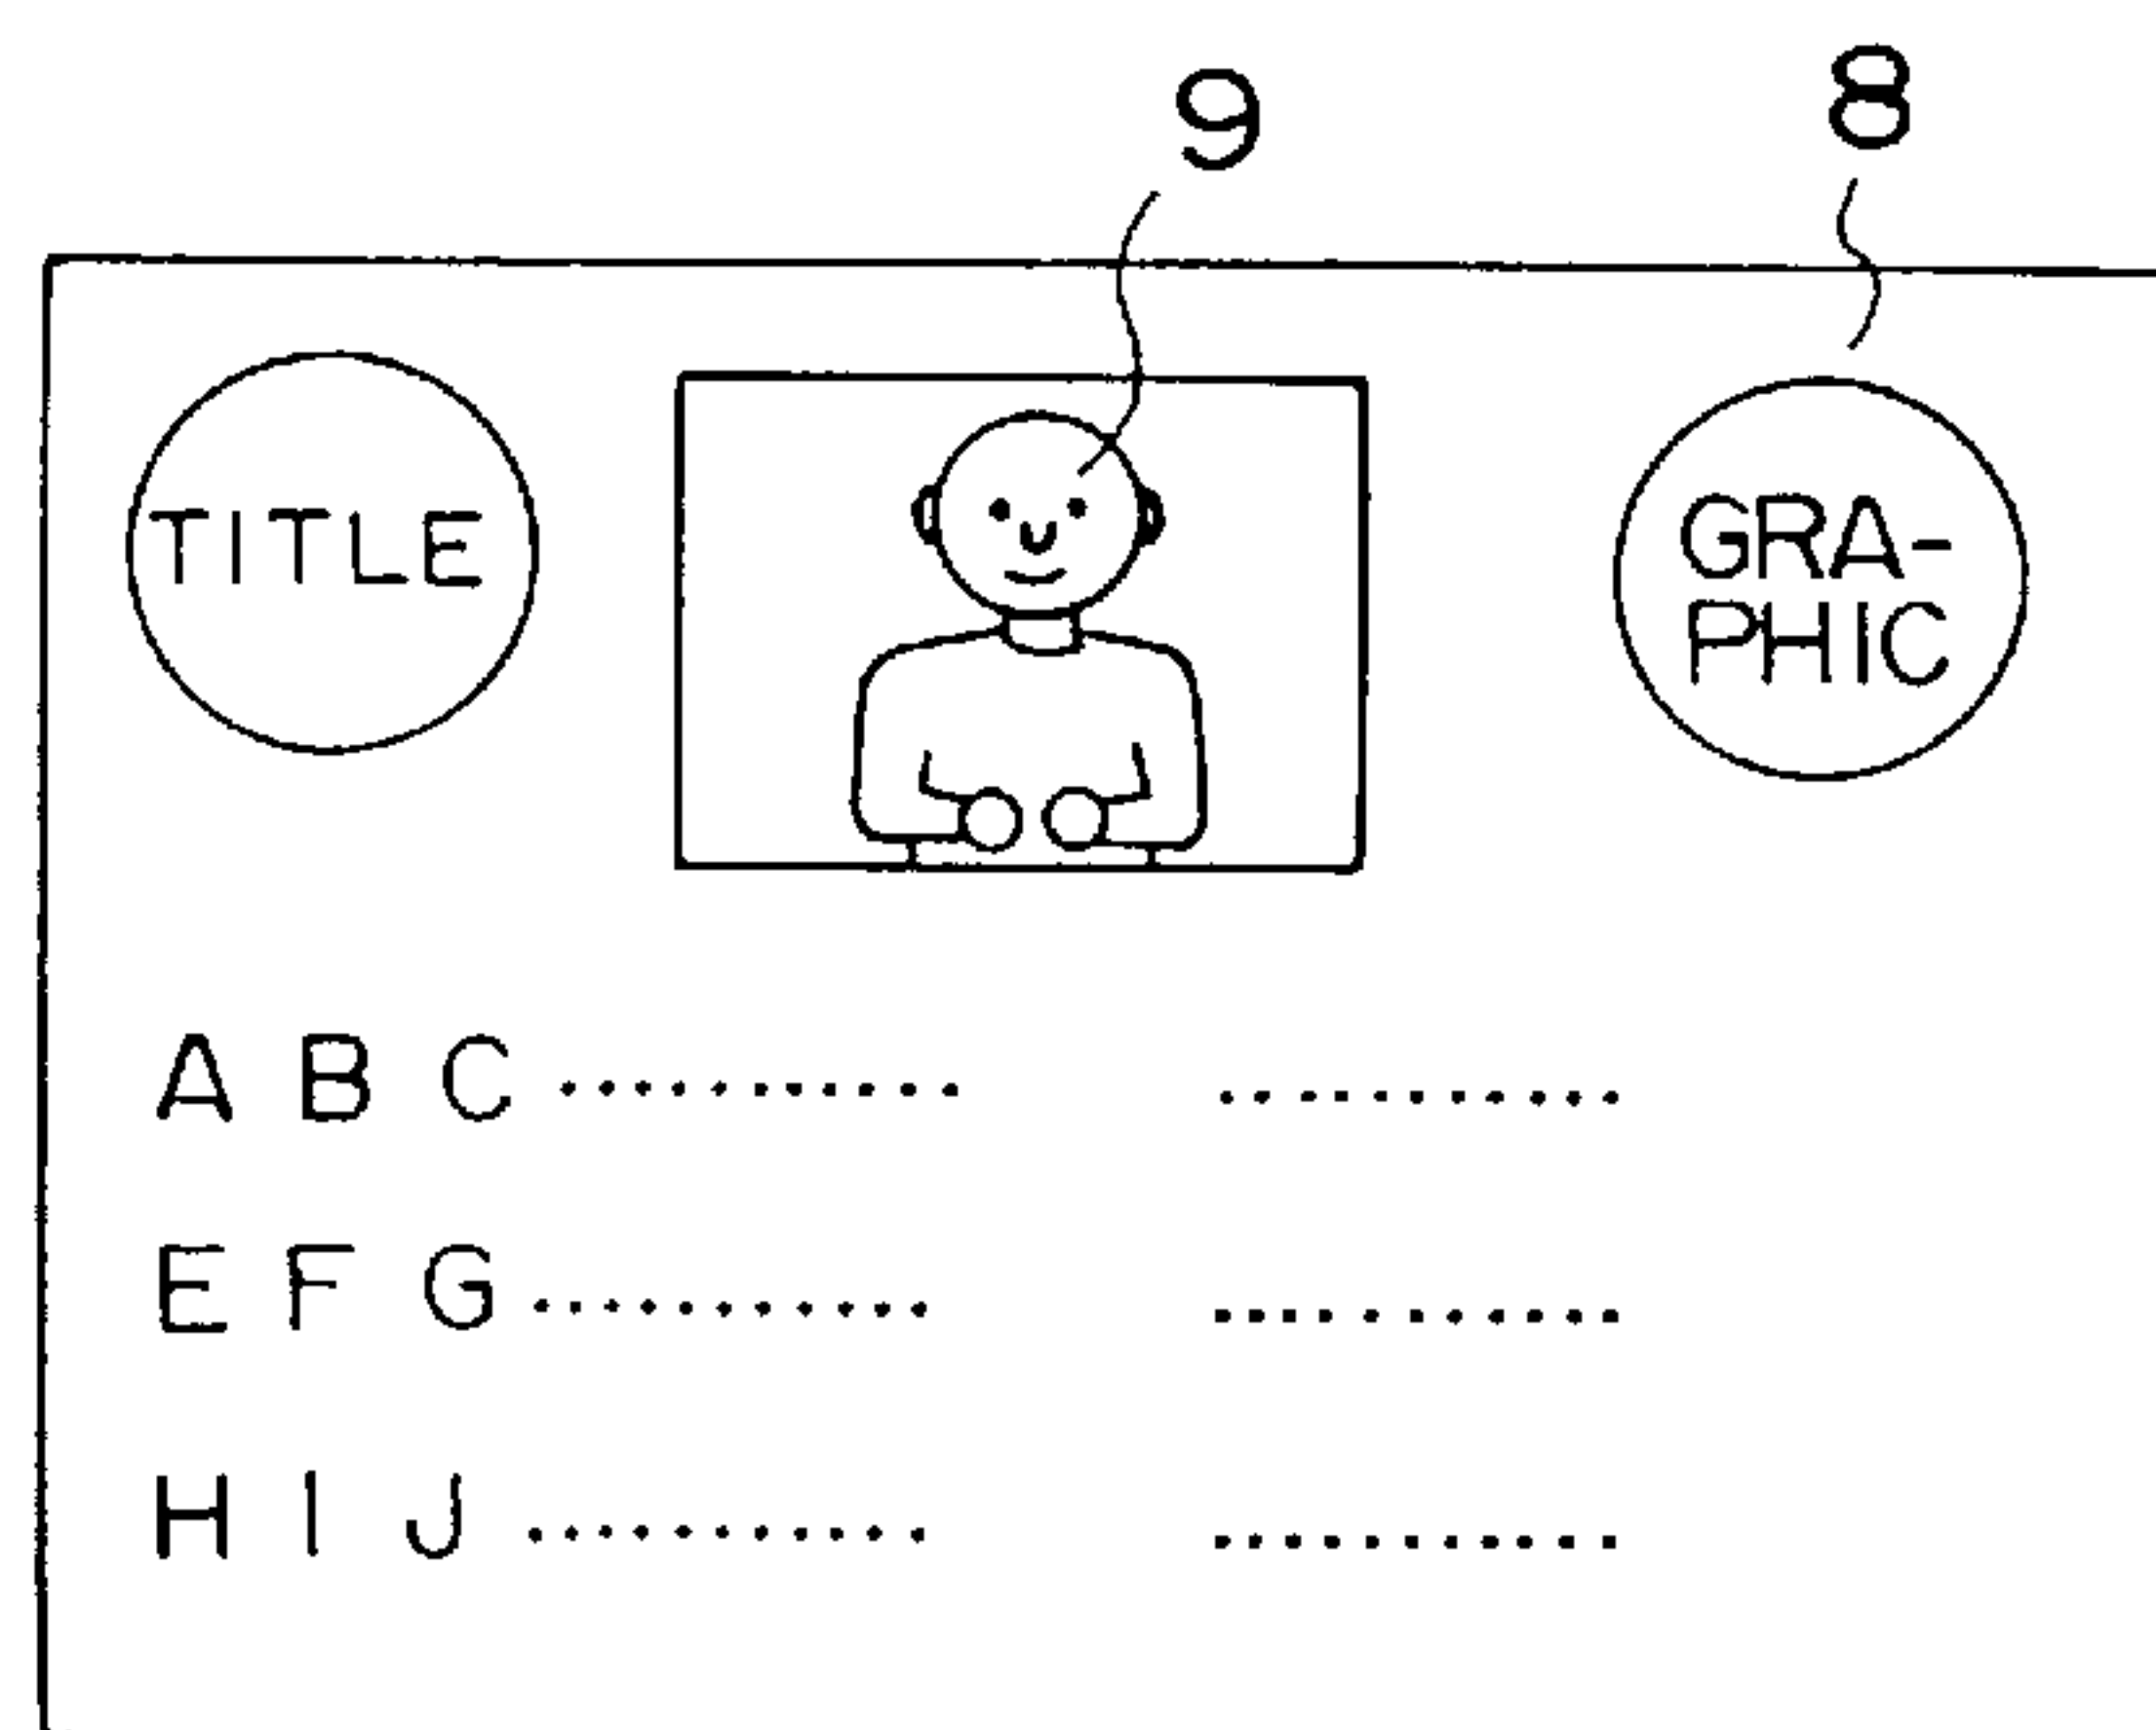 9 8
TITLE
GRA-
PHIC
A B C ........... ...........
E F G ........... ...........
H I J ........... ...........